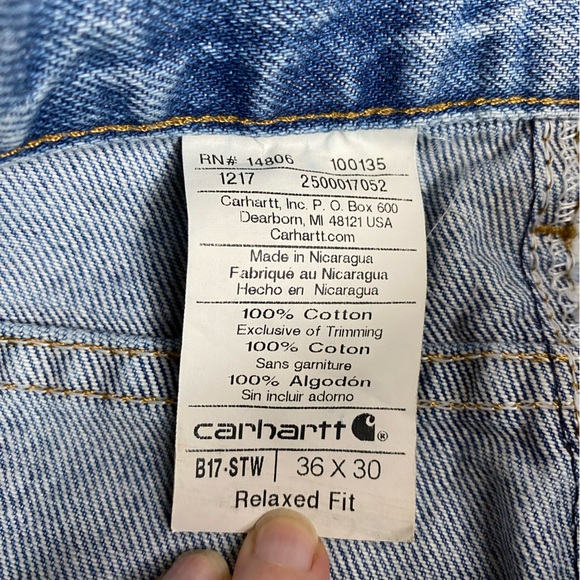 RN# 14806 100135
1217 2500017052
Carhartt, Inc. P. O. Box 600
Dearborn, MI 48121 USA
Carhartt.com
Made in Nicaragua
Fabriqué au Nicaragua
Hecho en Nicaragua
100% Cotton
Exclusive of Trimming
100% Coton
Sans garniture
100% Algodón
Sin incluir adorno
carhartt ®
B17-STW | 36 X 30
Relaxed Fit